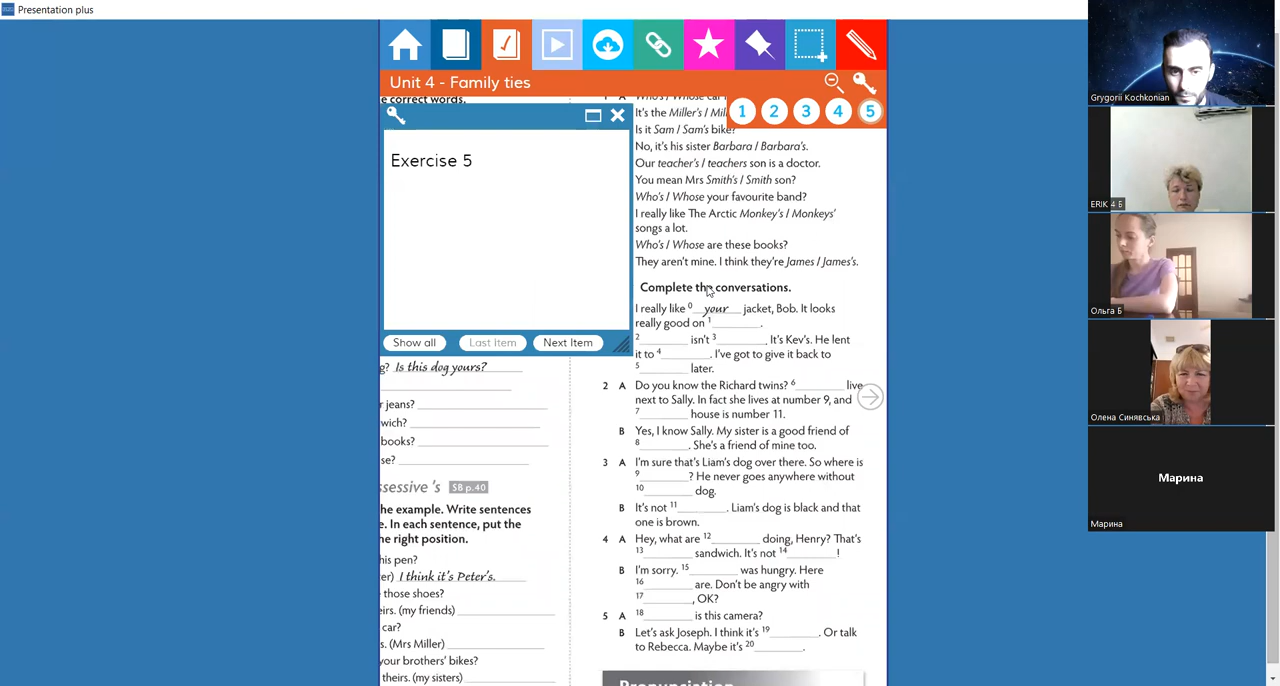 Presentation plus
Unit 4 - Family ties
1 2 3 4 5
e correct words.
Exercise 5
Show all
Last Item
Next Item
g? Is this dog yours?
r jeans?
wich?
books?
se?
ssessive 's SB p.40
he example. Write sentences
e. In each sentence, put the
he right position.
his pen?
er) I think it's Peter's.
those shoes?
eirs. (my friends)
car?
s. (Mrs Miller)
your brothers' bikes?
theirs. (my sisters)
It's the Miller's /
Is it Sam / Sam's bike?
No, it's his sister Barbara / Barbara's.
Our teacher's / teachers son is a doctor.
You mean Mrs Smith's / Smith son?
Who's / Whose your favourite band?
I really like The Arctic Monkey's / Monkeys'
songs a lot.
Who's / Whose are these books?
They aren't mine. I think they're James / James's.
Complete the conversations.
I really like 0 your jacket, Bob. It looks
really good on 1 .
2 isn't 3 . It's Kev's. He lent
it to 4 . I've got to give it back to
5 later.
2 A Do you know the Richard twins? 6 live
next to Sally. In fact she lives at number 9, and
7 house is number 11.
B Yes, I know Sally. My sister is a good friend of
8 . She's a friend of mine too.
3 A I'm sure that's Liam's dog over there. So where is
9 ? He never goes anywhere without
10 dog.
B It's not 11 . Liam's dog is black and that
one is brown.
4 A Hey, what are 12 doing, Henry? That's
13 sandwich. It's not 14 !
B I'm sorry. 15 was hungry. Here
16 are. Don't be angry with
17 , OK?
5 A 18 is this camera?
B Let's ask Joseph. I think it's 19 . Or talk
to Rebecca. Maybe it's 20 .
Pronunciation
Grygorii Kochkonian
ERIK 4 Б
Ольга Б
Олена Синявська
Марина
Марина